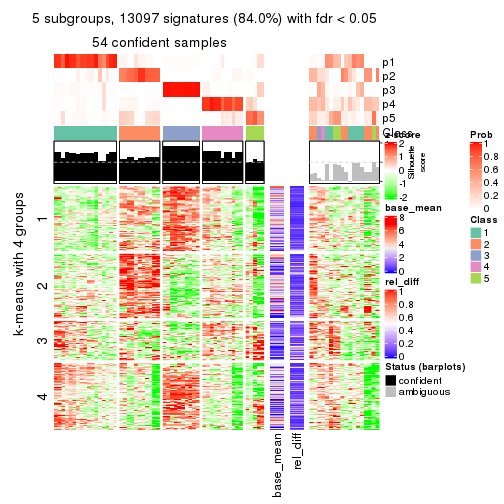 5 subgroups, 13097 signatures (84.0%) with fdr < 0.05
54 confident samples
p1
p2
p3
p4
p5
Class
z-score
2
1
0
-1
-2
Silhouette
score
k-means with 4 groups
1
2
3
4
base_mean
rel_diff
base_mean
8
6
4
2
0
rel_diff
1
0.8
0.6
0.4
0.2
0
Status (barplots)
confident
ambiguous
Prob
1
0.8
0.6
0.4
0.2
0
Class
1
2
3
4
5